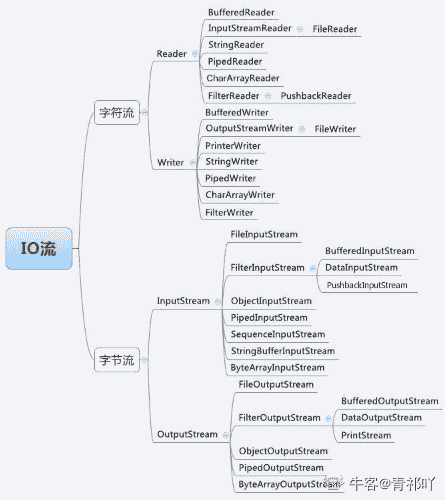 BufferedReader
InputStreamReader
FileReader
StringReader
Reader
PipedReader
CharArrayReader
FilterReader
PushbackReader
字符流
BufferedWriter
OutputStreamWriter
FileWriter
PrinterWriter
Writer
StringWriter
PipedWriter
CharArrayWriter
FilterWriter
IO流
FileInputStream
BufferedInputStream
FilterInputStream
DataInputStream
PushbackInputStream
InputStream
ObjectInputStream
PipedInputStream
SequenceInputStream
StringBufferInputStream
ByteArrayInputStream
字节流
FileOutputStream
BufferedOutputStream
FilterOutputStream
DataOutputStream
PrintStream
OutputStream
ObjectOutputStream
PipedOutputStream
ByteArrayOutputStream
牛客@青祁吖